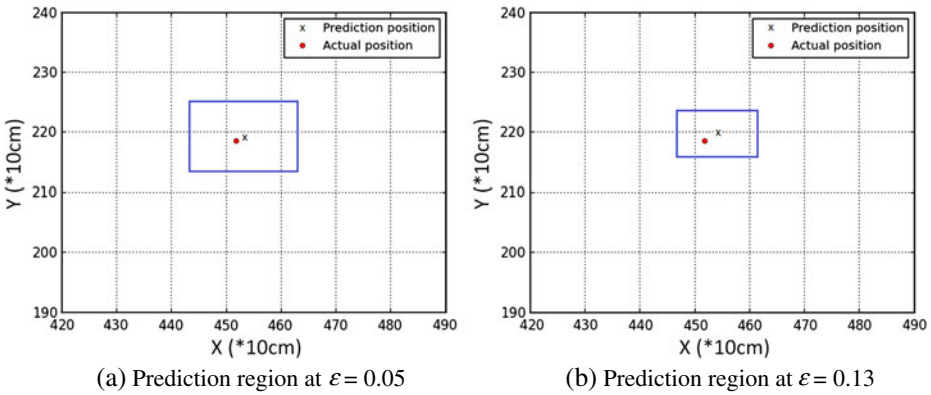 240
230
220
210
200
190
Y (*10cm)
x Prediction position
Actual position
420 430 440 450 460 470 480 490
X (*10cm)
(a) Prediction region at ε = 0.05
240
230
220
210
200
190
Y (*10cm)
x Prediction position
Actual position
420 430 440 450 460 470 480 490
X (*10cm)
(b) Prediction region at ε = 0.13